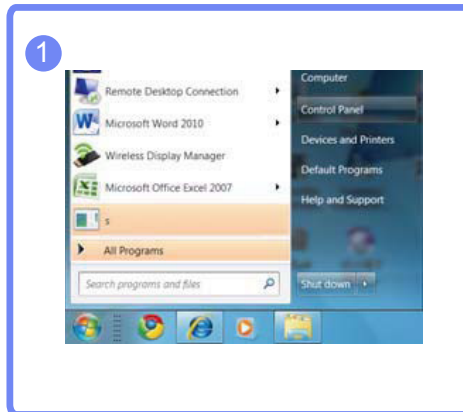 1
Remote Desktop Connection
Microsoft Word 2010
Wireless Display Manager
Microsoft Office Excel 2007
s
All Programs
Search programs and files
Computer
Control Panel
Devices and Printers
Default Programs
Help and Support
Shut down